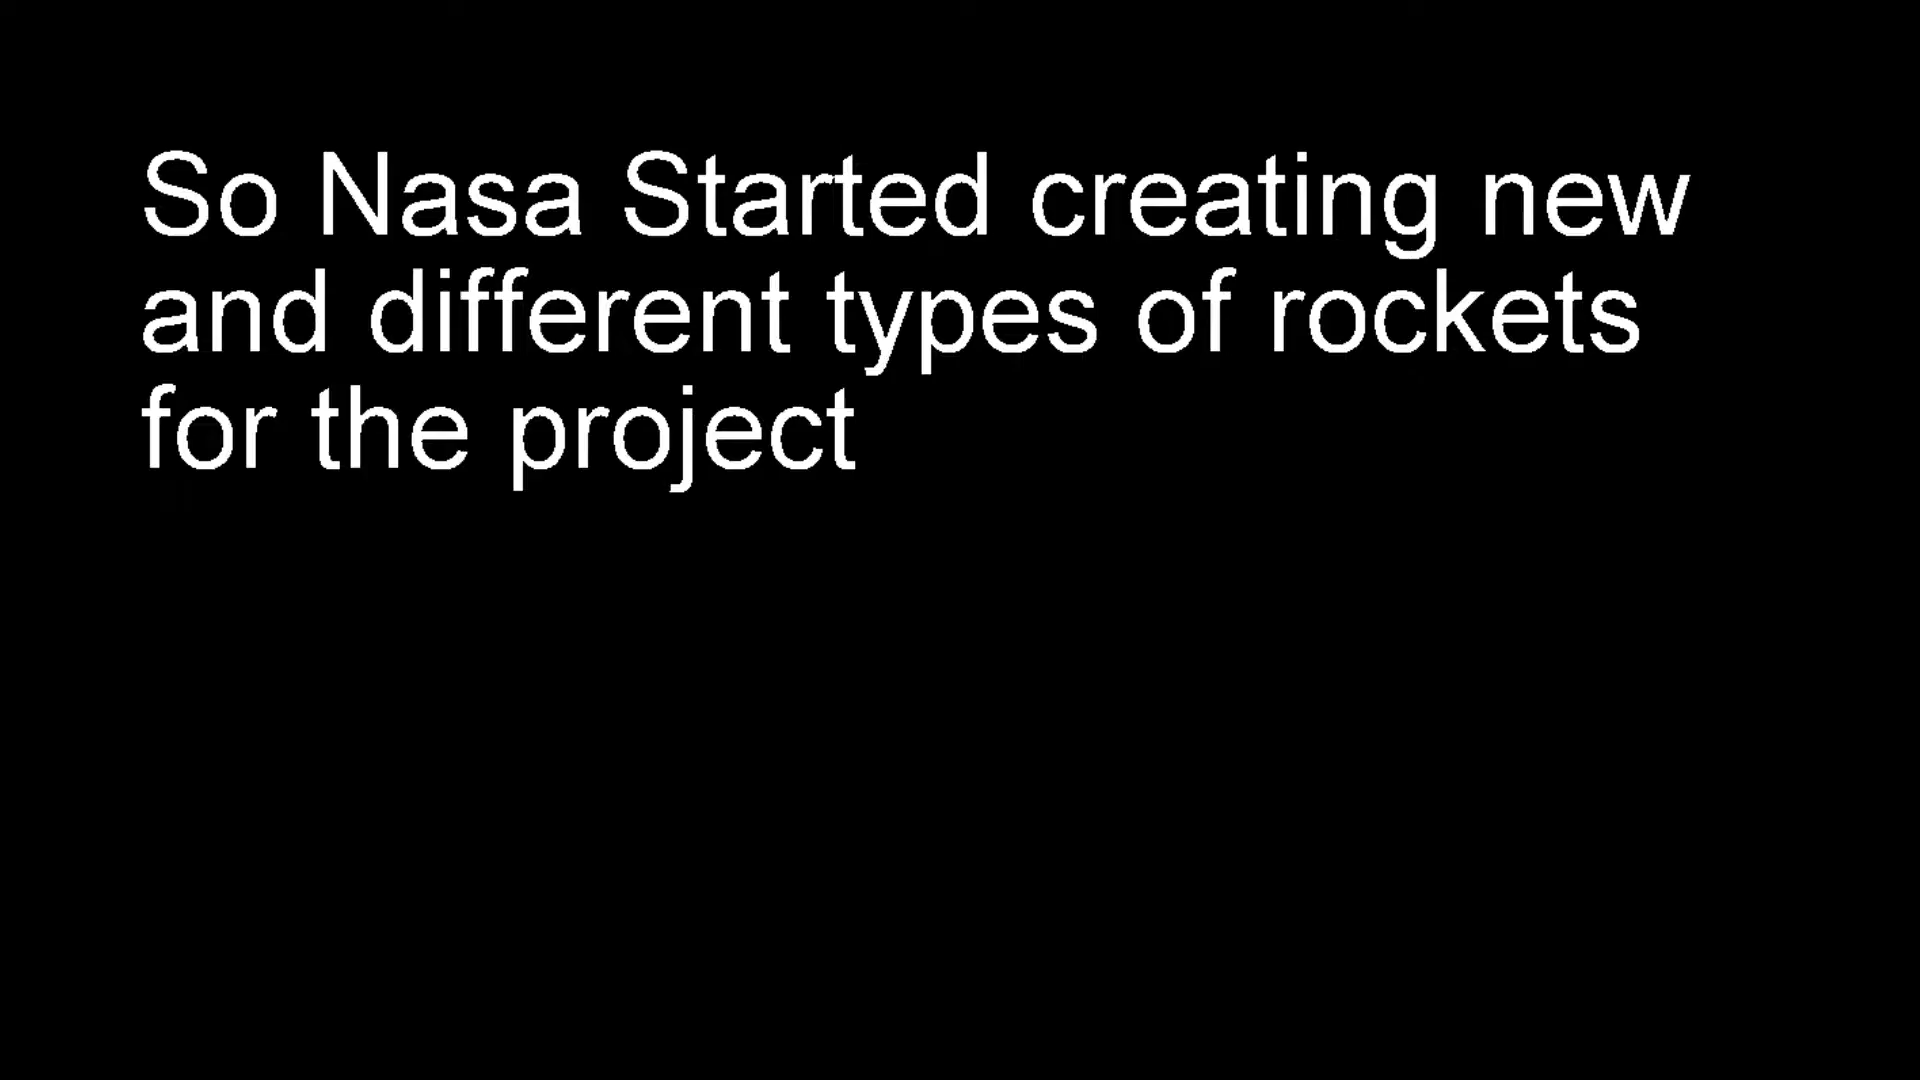 So Nasa Started creating new
and different types of rockets
for the project